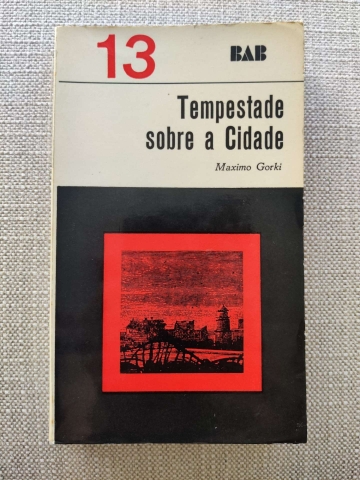 13
BAB
Tempestade
sobre a Cidade
Maximo Gorki